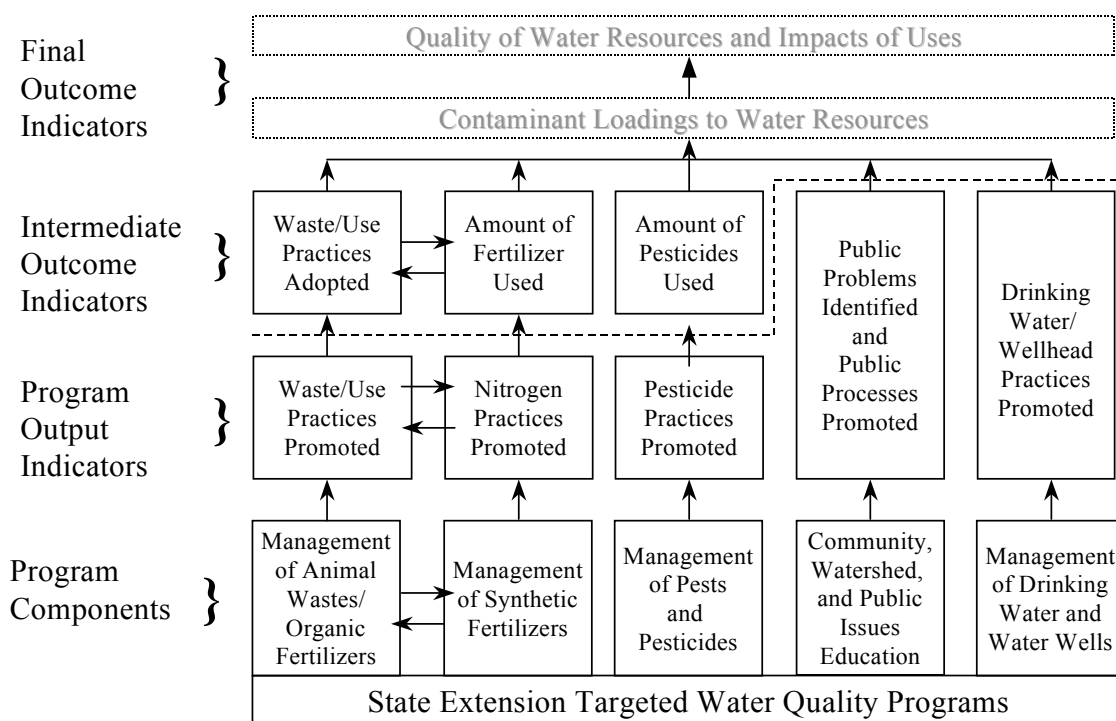 Final
Outcome
Indicators
}
Quality of Water Resources and Impacts of Uses
Contaminant Loadings to Water Resources
Intermediate
Outcome
Indicators
}
Waste/Use
Practices
Adopted
Amount of
Fertilizer
Used
Amount of
Pesticides
Used
Public
Problems
Identified
and
Public
Processes
Promoted
Drinking
Water/
Wellhead
Practices
Promoted
Program
Output
Indicators
}
Waste/Use
Practices
Promoted
Nitrogen
Practices
Promoted
Pesticide
Practices
Promoted
Program
Components
}
Management
of Animal
Wastes/
Organic
Fertilizers
Management
of Synthetic
Fertilizers
Management
of Pests
and
Pesticides
Community,
Watershed,
and Public
Issues
Education
Management
of Drinking
Water and
Water Wells
State Extension Targeted Water Quality Programs